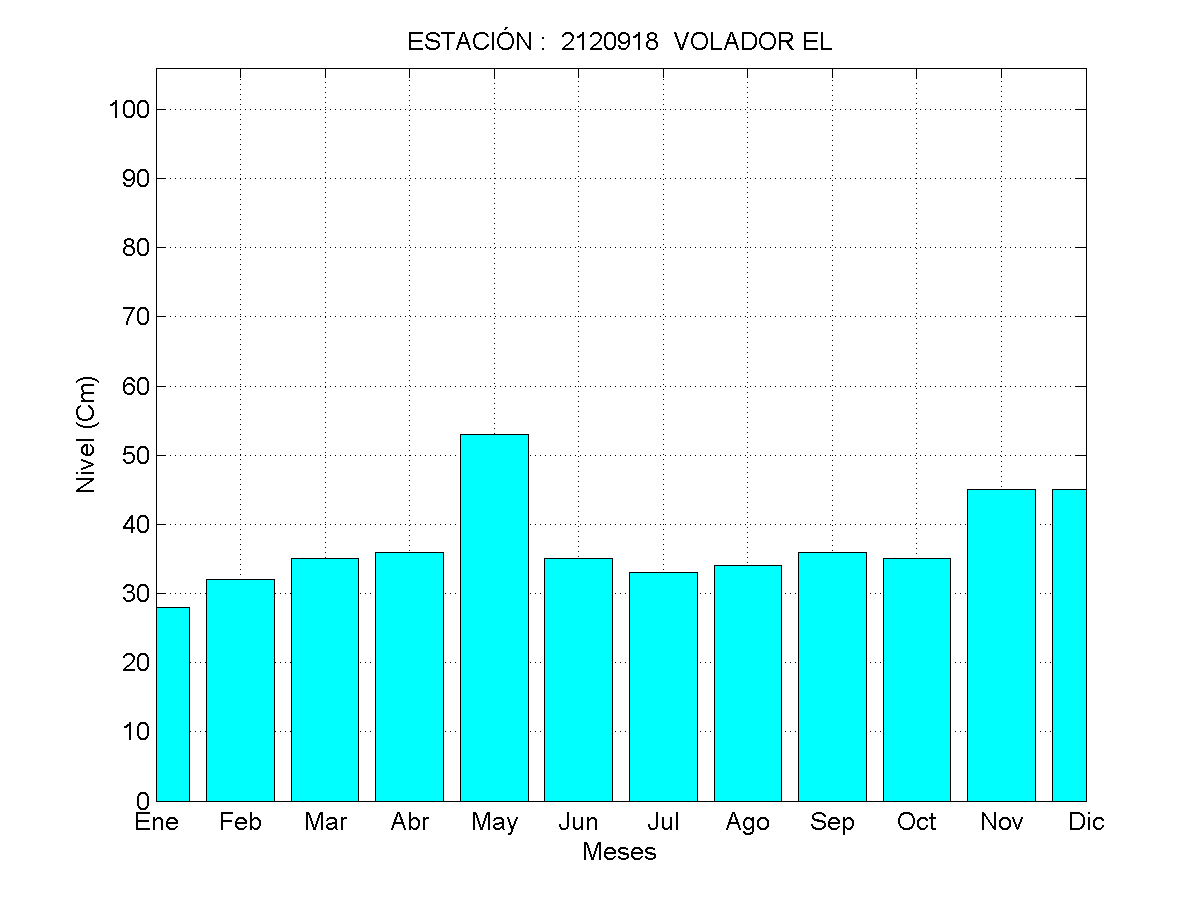 ESTACIÓN :  2120918  VOLADOR EL
100
90
80
70
60
50
40
30
20
10
0
Nivel (Cm)
Ene Feb Mar Abr May Jun Jul Ago Sep Oct Nov Dic
Meses